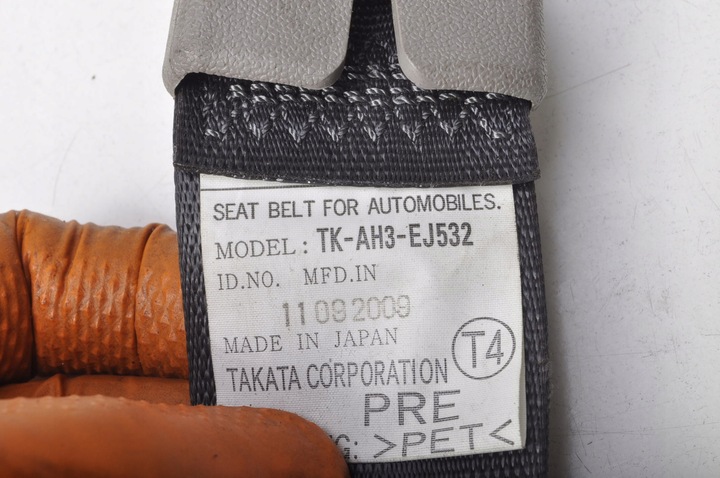 SEAT BELT FOR AUTOMOBILES.
MODEL : TK-AH3-EJ532
ID.NO. MFD.IN
11 09 2009
MADE IN JAPAN
T4
TAKATA CORPORATION
PRE
G: >PET<